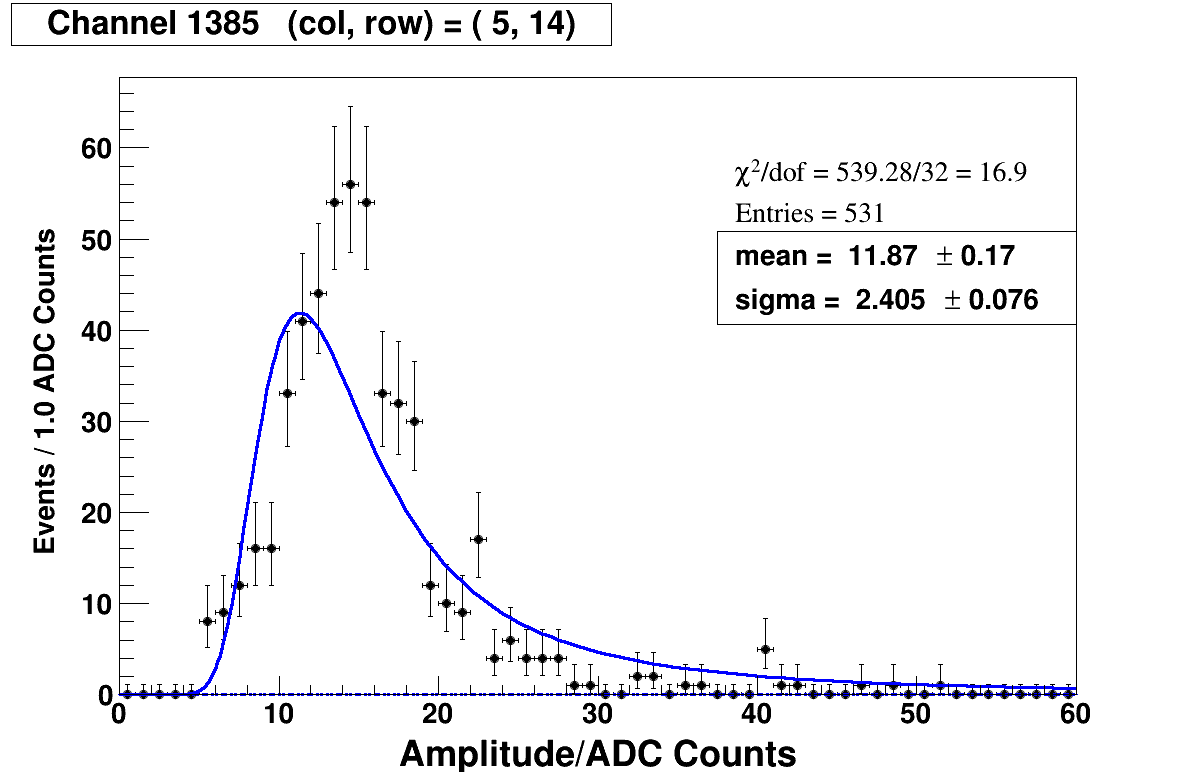 Channel 1385 (col, row) = ( 5, 14)
χ²/dof = 539.28/32 = 16.9
Entries = 531
mean = 11.87 ± 0.17
sigma = 2.405 ± 0.076
Events / 1.0 ADC Counts
60
50
40
30
20
10
0
0 10 20 30 40 50 60
Amplitude/ADC Counts